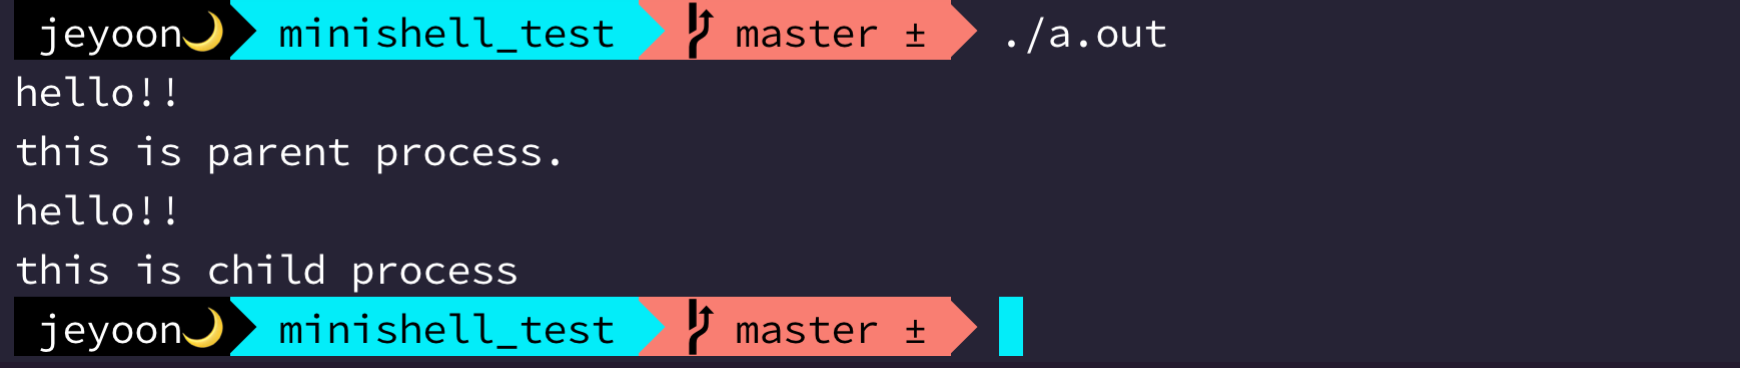 jeyoon🌙 minishell_test master ± ./a.out
hello!!
this is parent process.
hello!!
this is child process
jeyoon🌙 minishell_test master ±